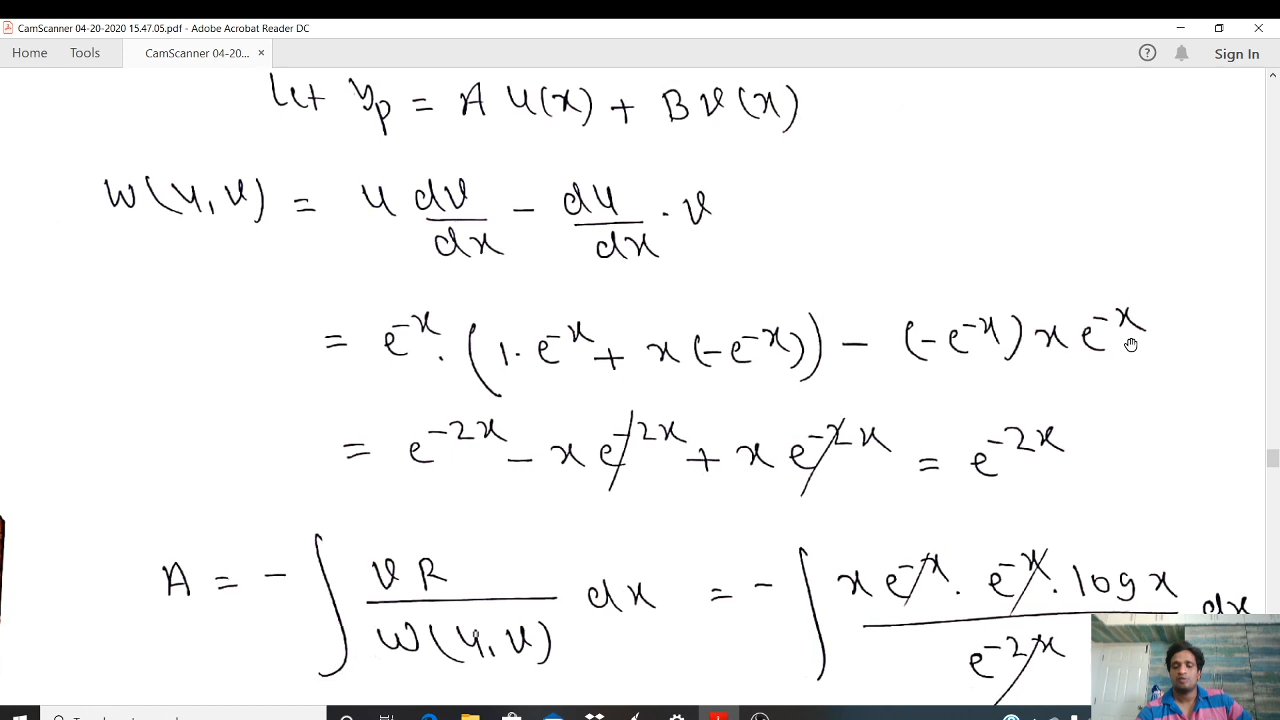 CamScanner 04-20-2020 15.47.05.pdf - Adobe Acrobat Reader DC
Home Tools CamScanner 04-20... × Sign In
Let y_p = A u(x) + B v(x)
W(u, v) = u dv/dx - du/dx · v
= e^{-x} · (1 · e^{-x} + x(-e^{-x})) - (-e^{-x}) x e^{-x}
= e^{-2x} - x e^{-2x} + x e^{-2x} = e^{-2x}
A = - ∫ vR / W(u, v) dx = - ∫ x e^{-x} · e^{-x} · log x / e^{-2x} dx